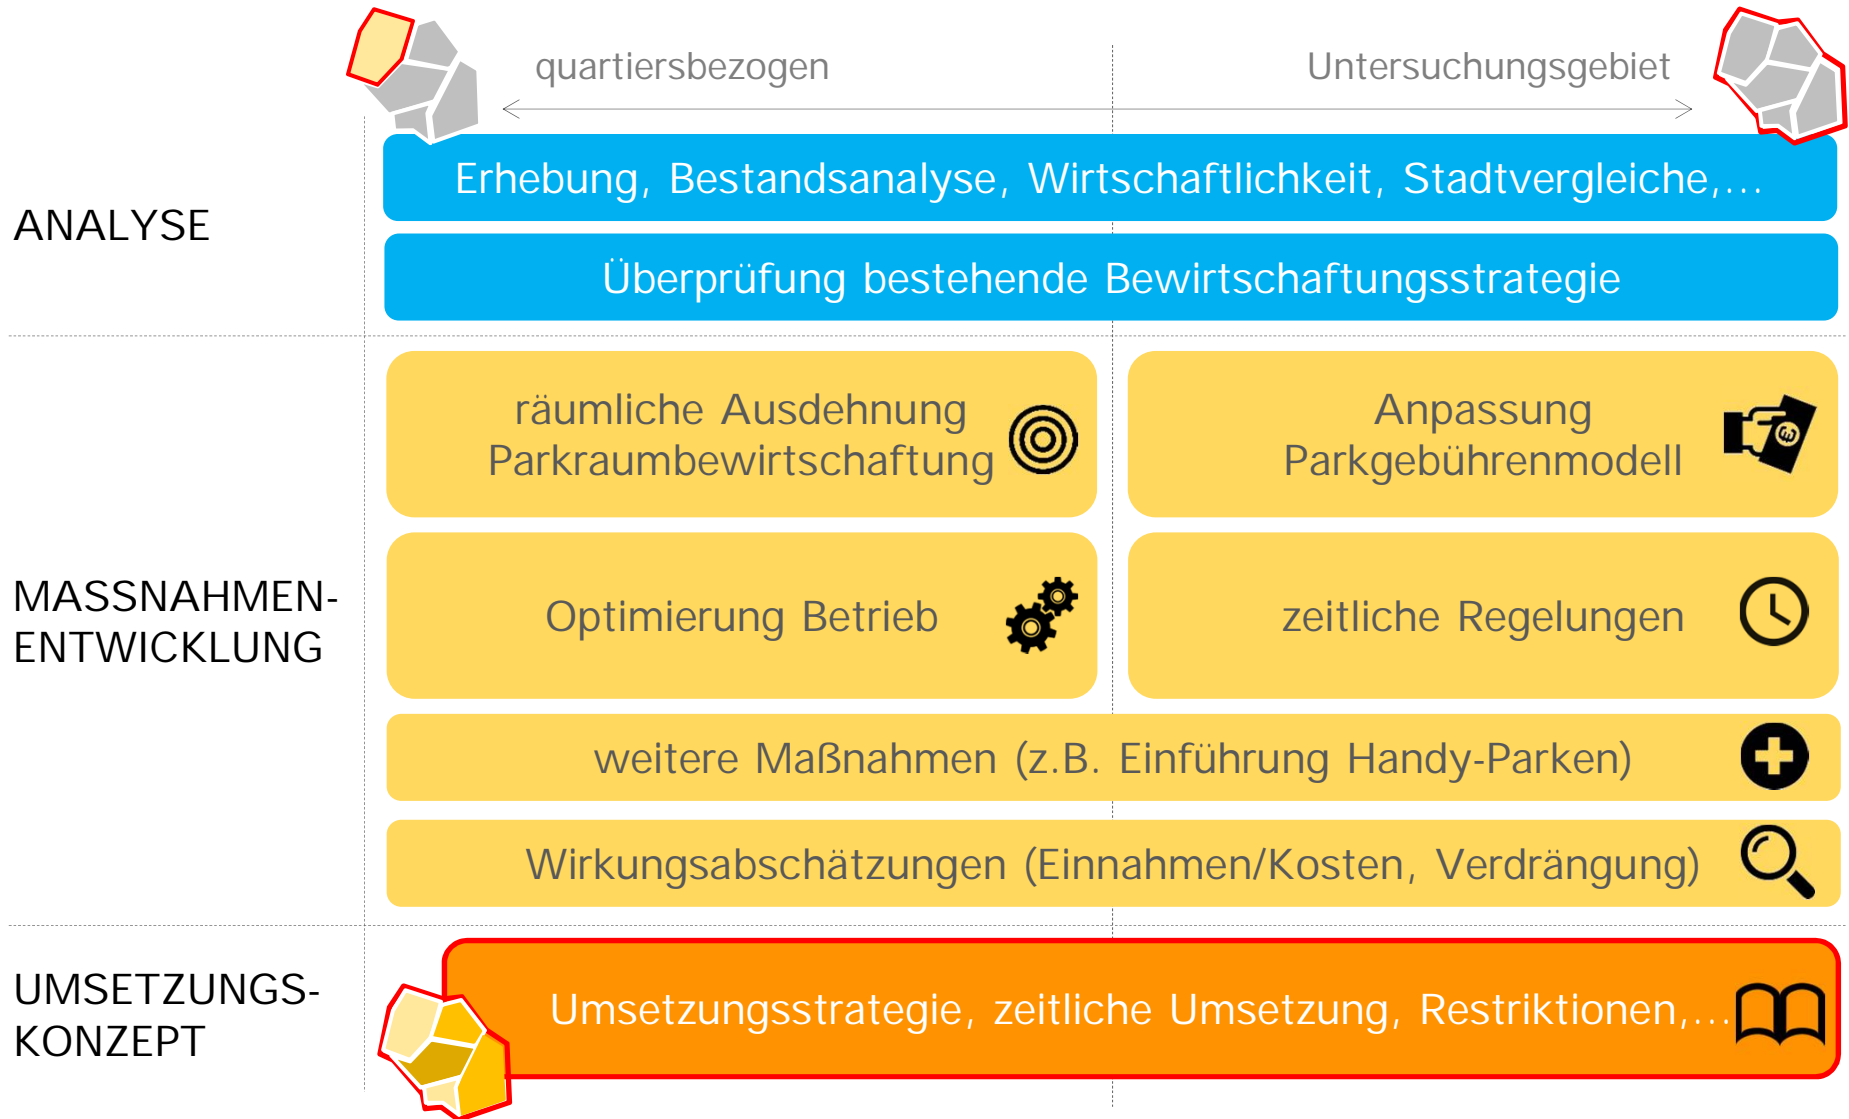 quartiersbezogen
Untersuchungsgebiet
ANALYSE
Erhebung, Bestandsanalyse, Wirtschaftlichkeit, Stadtvergleiche,...
Überprüfung bestehende Bewirtschaftungsstrategie
MASSNAHMEN-
ENTWICKLUNG
räumliche Ausdehnung
Parkraumbewirtschaftung
Anpassung
Parkgebührenmodell
Optimierung Betrieb
zeitliche Regelungen
weitere Maßnahmen (z.B. Einführung Handy-Parken)
Wirkungsabschätzungen (Einnahmen/Kosten, Verdrängung)
UMSETZUNGS-
KONZEPT
Umsetzungsstrategie, zeitliche Umsetzung, Restriktionen,...